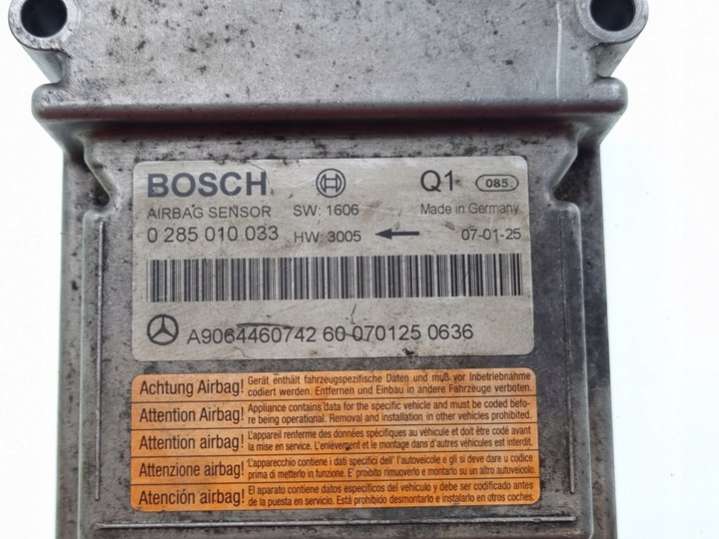 BOSCH Q1 085
AIRBAG SENSOR SW: 1606 Made in Germany
0 285 010 033 HW: 3005 07-01-25
A9064460742 60 070125 0636
Achtung Airbag! Gerät enthält fahrzeugspezifische Daten und muß vor Inbetriebnahme
codiert werden. Entfernen und Einbau in andere Fahrzeuge verboten.
Attention Airbag! Appliance contains data for the specific vehicle and must be coded befo-
re being operational. Removal and installation in other vehicles prohibited.
Attention airbag! L'appareil renferme des données spécifiques au véhicule et doit être codé avant
la mise en service. L'enlèvement et le montage dans d'autres véhicules est interdit.
Attenzione airbag! L'apparecchio contiene i dati specifici dell' l'autoveicolo e gli si deve dare u codice
prima di metterlo in funzione. E' proibito rimuoverlo e montarlo su un altro autoveicolo.
Atención airbag! El aparato contiene datos específicos del vehículo y debe ser codificado antes
de la puesta en servicio. Está prohibido desmontarlo e instalarlo en otros coches.